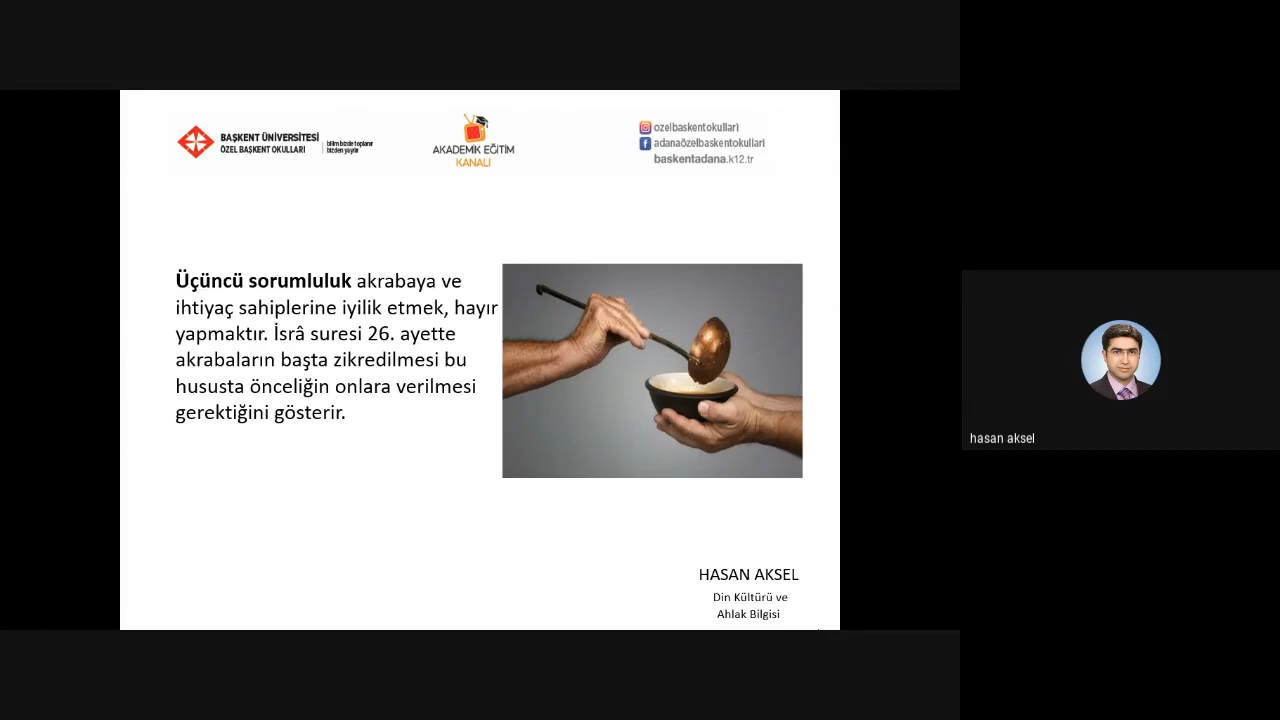 BAŞKENT ÜNİVERSİTESİ
ÖZEL BAŞKENT OKULLARI
bilim bizde toplanır
bizden yayılır
AKADEMİK EĞİTİM
KANALI
ozelbaskentokullari
adanaözelbaskentokullari
baskentadana.k12.tr
Üçüncü sorumluluk akrabaya ve
ihtiyaç sahiplerine iyilik etmek, hayır
yapmaktır. İsrâ suresi 26. ayette
akrabaların başta zikredilmesi bu
hususta önceliğin onlara verilmesi
gerektiğini gösterir.
HASAN AKSEL
Din Kültürü ve
Ahlak Bilgisi
hasan aksel